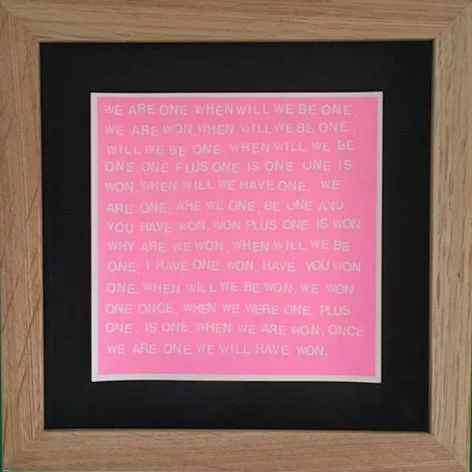 WE ARE ONE. WHEN WILL WE BE ONE.
WE ARE WON. WHEN WILL WE BE ONE.
WILL WE BE ONE WHEN WILL WE BE
ONE. ONE PLUS ONE IS ONE. ONE IS
WON. WHEN WILL WE HAVE ONE. WE
ARE ONE. ARE WE ONE. BE ONE AND
YOU HAVE WON. WON PLUS ONE IS WON
WHY ARE WE WON. WHEN WILL WE BE
ONE. I HAVE ONE WON. HAVE YOU WON
ONE. WHEN WILL WE BE WON. WE WON
ONE ONCE. WHEN WE WERE ONE. PLUS
ONE. IS ONE. WHEN WE ARE WON. ONCE
WE ARE ONE. WE WILL HAVE WON.